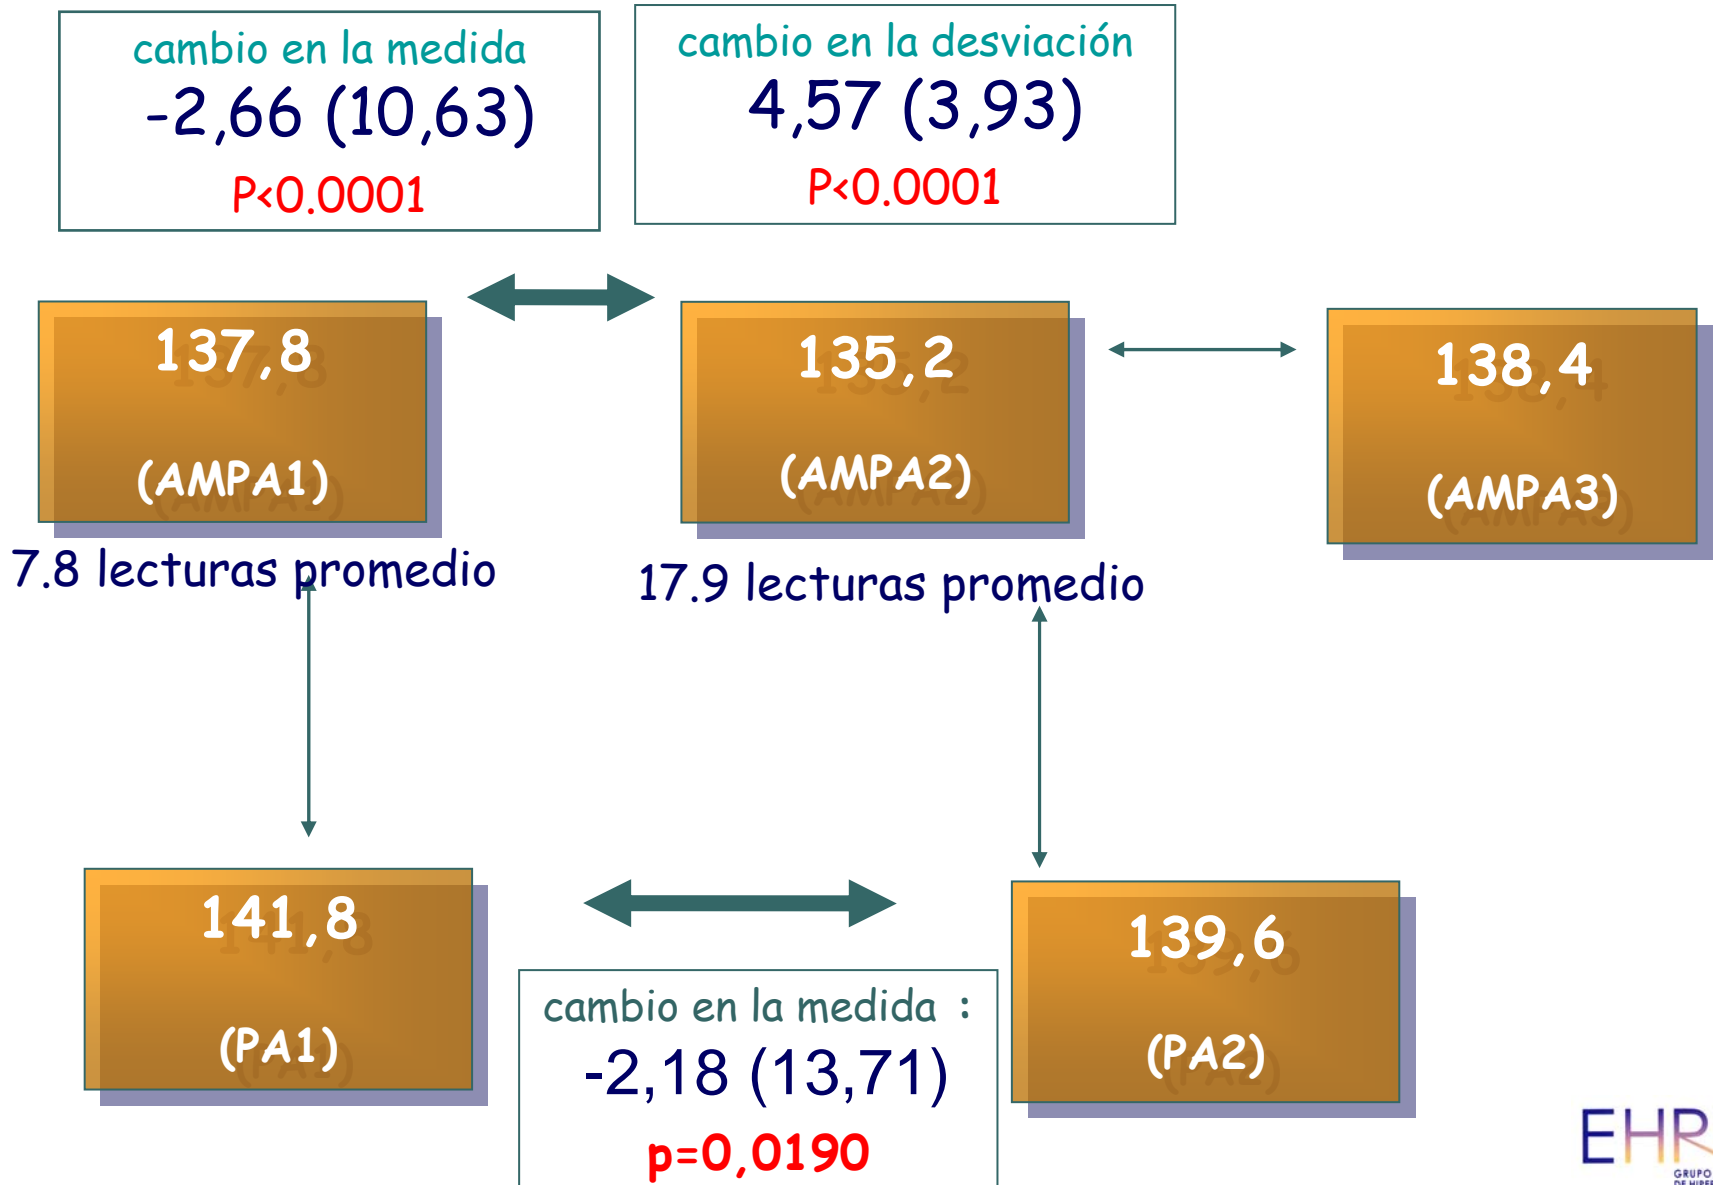 cambio en la medida
-2,66 (10,63)
P<0.0001
cambio en la desviación
4,57 (3,93)
P<0.0001
137,8
(AMPA1)
135,2
(AMPA2)
138,4
(AMPA3)
7.8 lecturas promedio
17.9 lecturas promedio
141,8
(PA1)
139,6
(PA2)
cambio en la medida :
-2,18 (13,71)
p=0,0190
EHR
GRUPO